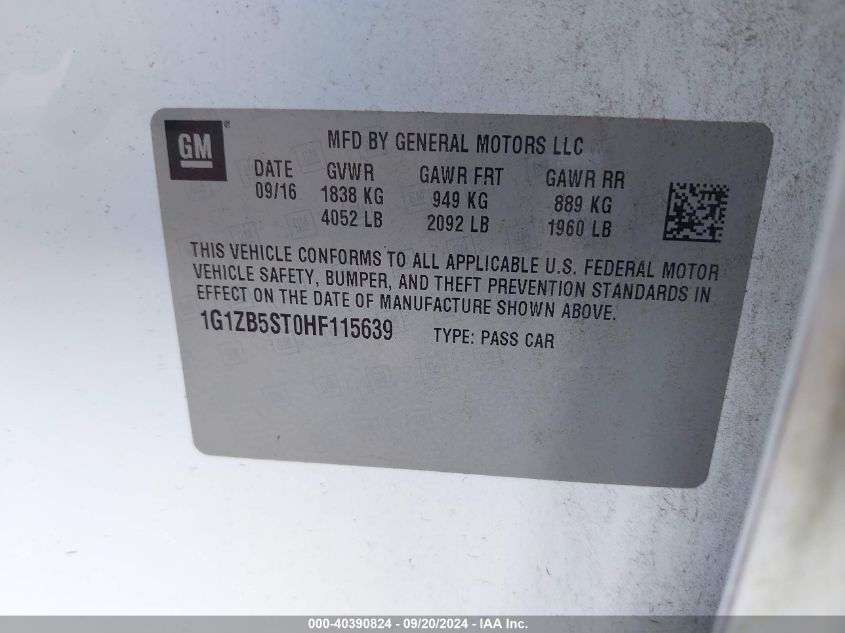 GM®
MFD BY GENERAL MOTORS LLC
DATE GVWR GAWR FRT GAWR RR
09/16 1838 KG 949 KG 889 KG
4052 LB 2092 LB 1960 LB
THIS VEHICLE CONFORMS TO ALL APPLICABLE U.S. FEDERAL MOTOR
VEHICLE SAFETY, BUMPER, AND THEFT PREVENTION STANDARDS IN
EFFECT ON THE DATE OF MANUFACTURE SHOWN ABOVE.
1G1ZB5ST0HF115639 TYPE: PASS CAR
000-40390824 - 09/20/2024 - IAA Inc.